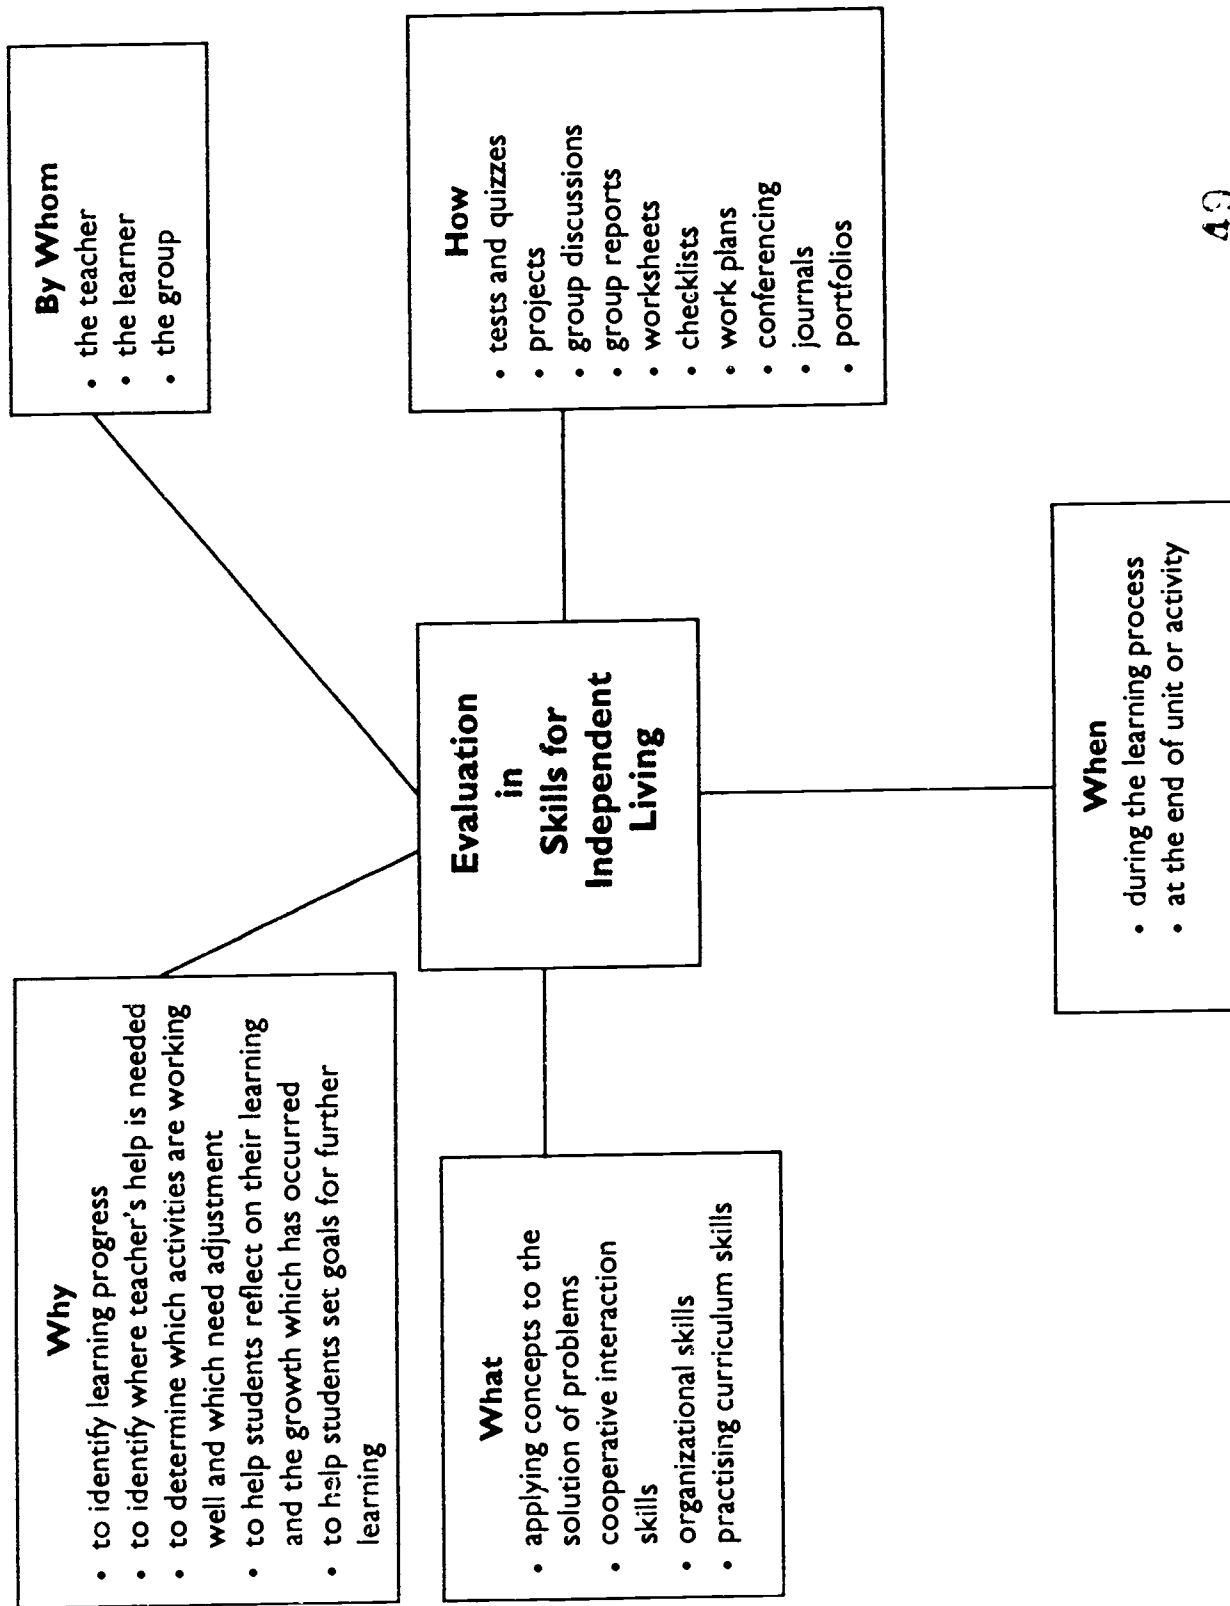 Why
• to identify learning progress
• to identify where teacher's help is needed
• to determine which activities are working
well and which need adjustment
• to help students reflect on their learning
and the growth which has occurred
• to help students set goals for further
learning
By Whom
• the teacher
• the learner
• the group
Evaluation
in
Skills for
Independent
Living
What
• applying concepts to the
solution of problems
• cooperative interaction
skills
• organizational skills
• practising curriculum skills
How
• tests and quizzes
• projects
• group discussions
• group reports
• worksheets
• checklists
• work plans
• conferencing
• journals
• portfolios
When
• during the learning process
• at the end of unit or activity
49